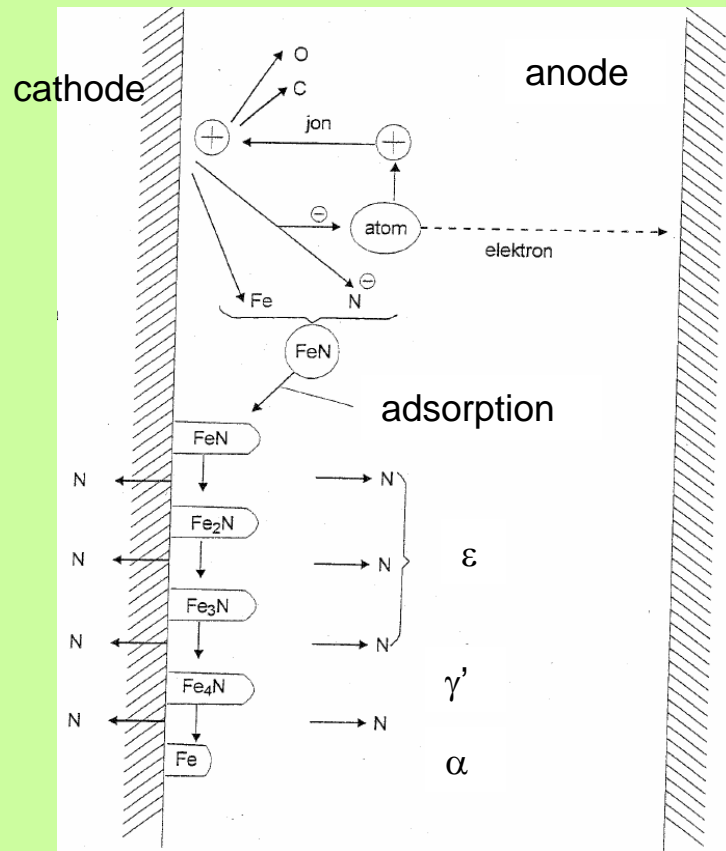 O
cathode
anode
C
+
jon
+
⊖
atom
elektron
Fe
N ⊖
FeN
adsorption
FeN
N
N
Fe₂N
N
N
ε
Fe₃N
N
N
Fe₄N
γ’
N
N
Fe
α